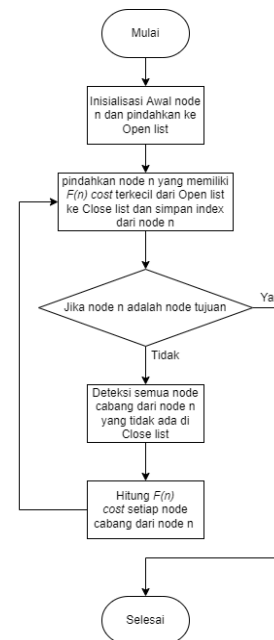 Mulai
Inisialisasi Awal node
n dan pindahkan ke
Open list
pindahkan node n yang memiliki
F(n) cost terkecil dari Open list
ke Close list dan simpan index
dari node n
Jika node n adalah node tujuan
Ya
Tidak
Deteksi semua node
cabang dari node n
yang tidak ada di
Close list
Hitung F(n)
cost setiap node
cabang dari node n
Selesai